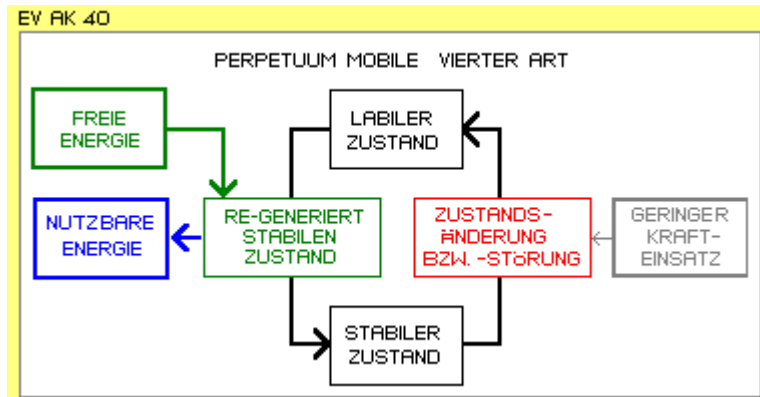 EV AK 40
PERPETUUM MOBILE VIERTER ART
FREIE
ENERGIE
LABILER
ZUSTAND
NUTZBARE
ENERGIE
RE-GENERIERT
STABILEN
ZUSTAND
ZUSTANDS-
ÄNDERUNG
BZW.-STÖRUNG
GERINGER
KRAFT-
EINSATZ
STABILER
ZUSTAND